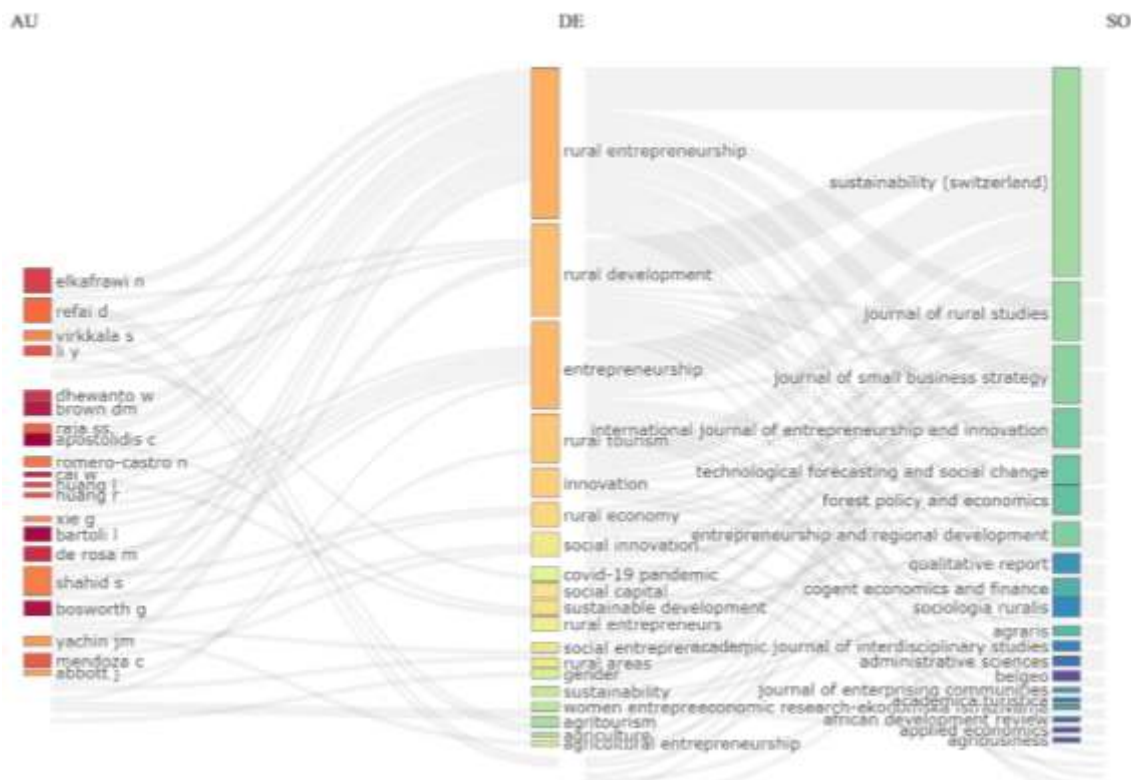 AU
DE
SO
elkafrawi n
refai d
virkkala s
li y
dhewanto w
brown dm
raja ss
apostolidis c
romero-castro n
cai w
huang l
huang r
xie g
bartoli l
de rosa m
shahid s
bosworth g
yachin jm
mendoza c
abbott j
rural entrepreneurship
rural development
entrepreneurship
rural tourism
innovation
rural economy
social innovation
covid-19 pandemic
social capital
sustainable development
rural entrepreneurs
social entrepre
rural areas
gender
sustainability
women entrepre
agritourism
agriculture
agricultural entrepreneurship
sustainability (switzerland)
journal of rural studies
journal of small business strategy
international journal of entrepreneurship and innovation
technological forecasting and social change
forest policy and economics
entrepreneurship and regional development
qualitative report
cogent economics and finance
sociologia ruralis
agraris
academic journal of interdisciplinary studies
administrative sciences
belgeo
journal of enterprising communities
academica turistica
economic research-ekonomska istrazivanja
african development review
applied economics
agribusiness